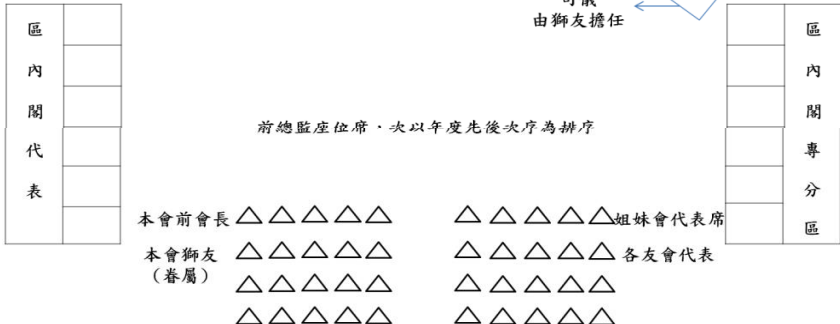 司儀
由獅友擔任
區內閣代表
區內閣專分區
前總監座位席，次以年度先後次序為排序
本會前會長
姐妹會代表席
本會獅友
（眷屬）
各友會代表